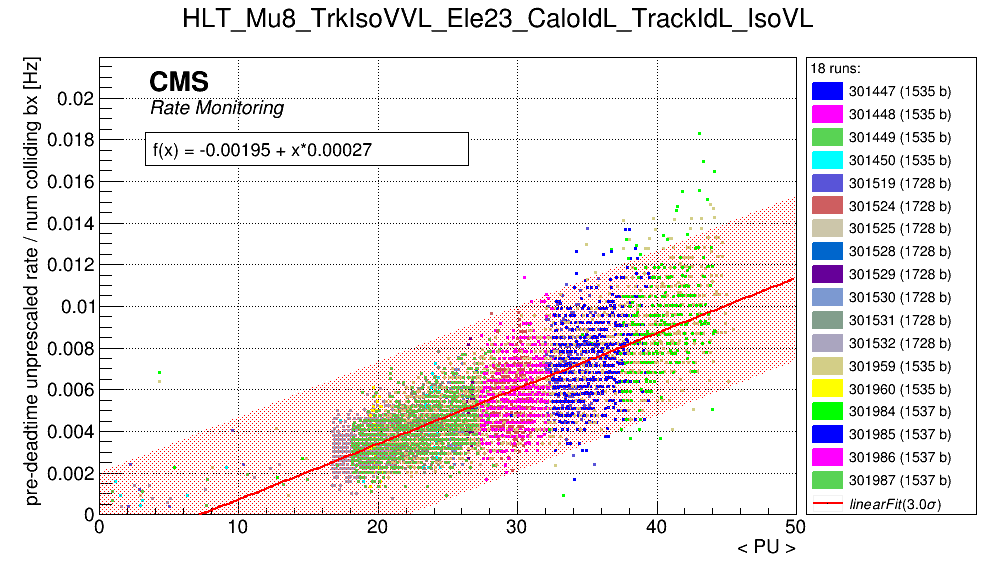 HLT_Mu8_TrkIsoVVL_Ele23_CaloIdL_TrackIdL_IsoVL
pre-deadtime unprescaled rate / num colliding bx [Hz]
CMS
Rate Monitoring
f(x) = -0.00195 + x*0.00027
0.02
0.018
0.016
0.014
0.012
0.01
0.008
0.006
0.004
0.002
0
0 10 20 30 40 50
< PU >
18 runs:
301447 (1535 b)
301448 (1535 b)
301449 (1535 b)
301450 (1535 b)
301519 (1728 b)
301524 (1728 b)
301525 (1728 b)
301528 (1728 b)
301529 (1728 b)
301530 (1728 b)
301531 (1728 b)
301532 (1728 b)
301959 (1535 b)
301960 (1535 b)
301984 (1537 b)
301985 (1537 b)
301986 (1537 b)
301987 (1537 b)
linearFit(3.0σ)